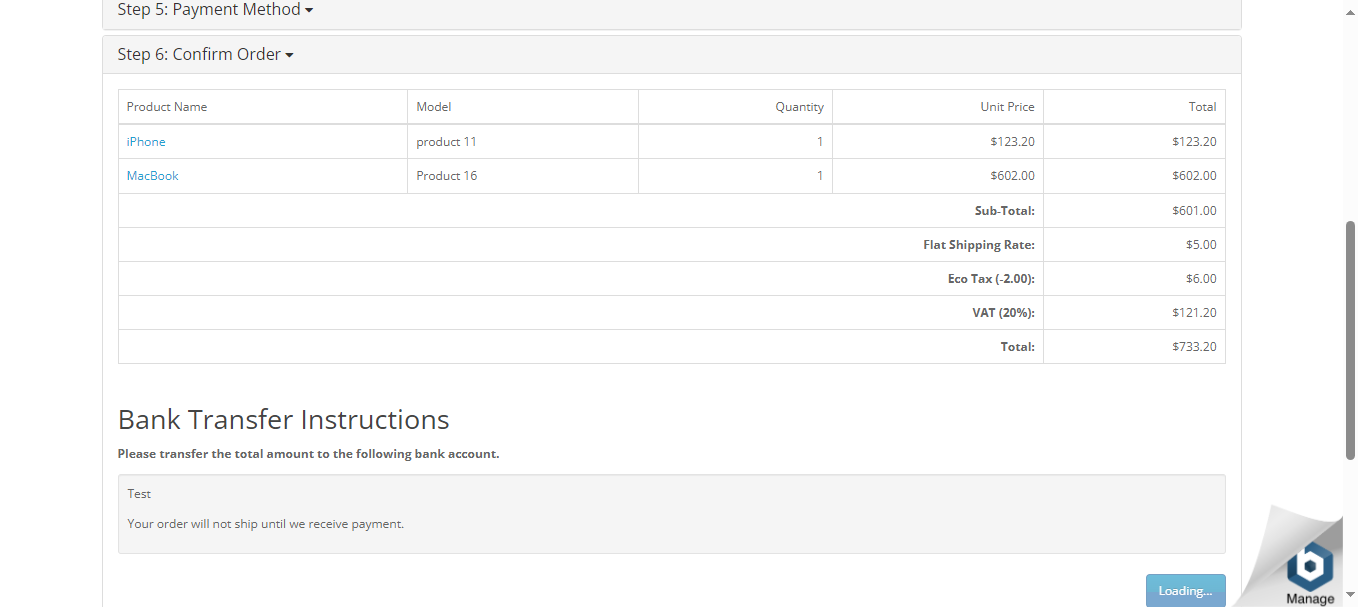 Step 5: Payment Method
Step 6: Confirm Order
Product Name Model Quantity Unit Price Total
iPhone product 11 1 $123.20 $123.20
MacBook Product 16 1 $602.00 $602.00
Sub-Total: $601.00
Flat Shipping Rate: $5.00
Eco Tax (-2.00): $6.00
VAT (20%): $121.20
Total: $733.20
Bank Transfer Instructions
Please transfer the total amount to the following bank account.
Test
Your order will not ship until we receive payment.
Loading...
b
Manage